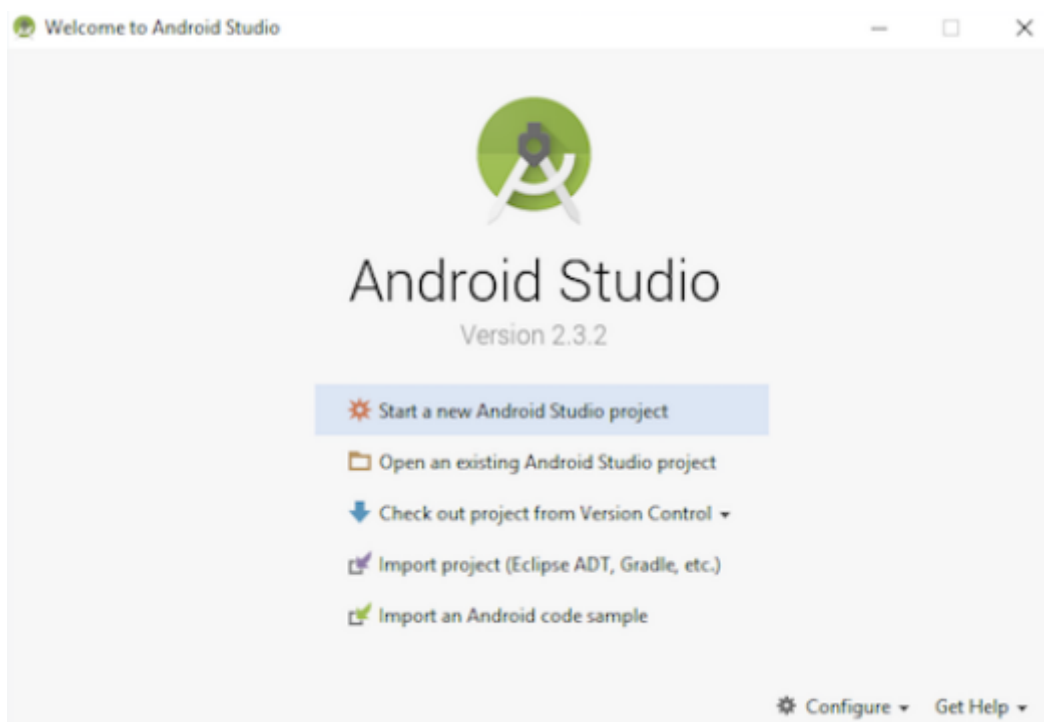 Welcome to Android Studio
Android Studio
Version 2.3.2
Start a new Android Studio project
Open an existing Android Studio project
Check out project from Version Control
Import project (Eclipse ADT, Gradle, etc.)
Import an Android code sample
Configure Get Help